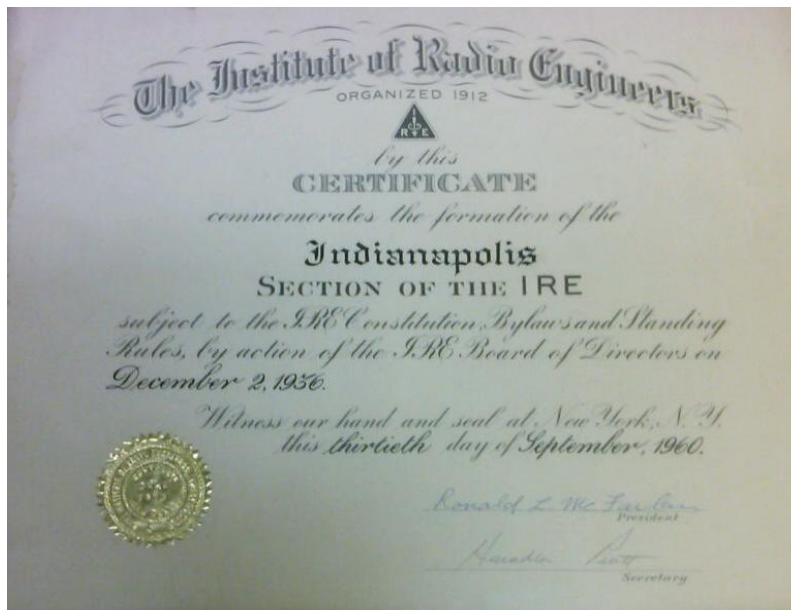 The Institute of Radio Engineers
ORGANIZED 1912
IRE
by this
CERTIFICATE
commemorates the formation of the
Indianapolis
SECTION OF THE IRE
subject to the IRE Constitution, Bylaws and Standing
Rules, by action of the IRE Board of Directors on
December 2, 1936.
Witness our hand and seal at New York, N. Y.
this thirtieth day of September, 1960.
Ronald L. McFarlan
President
Haraden Pratt
Secretary